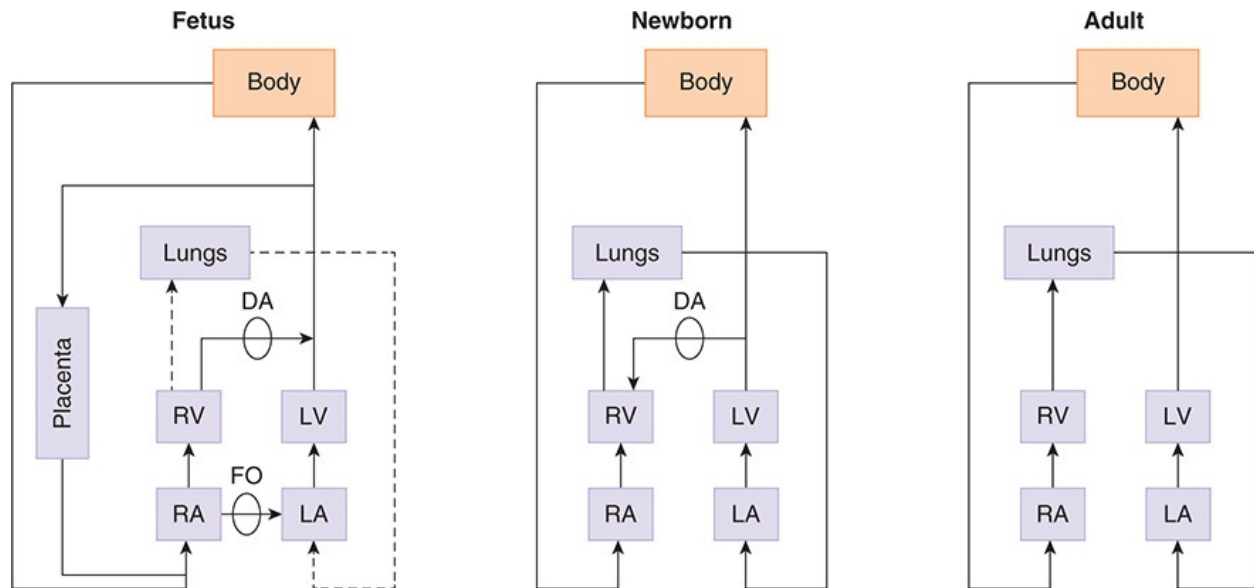 Fetus
Body
Lungs
DA
Placenta
RV
LV
FO
RA
LA
Newborn
Body
Lungs
DA
RV
LV
RA
LA
Adult
Body
Lungs
RV
LV
RA
LA